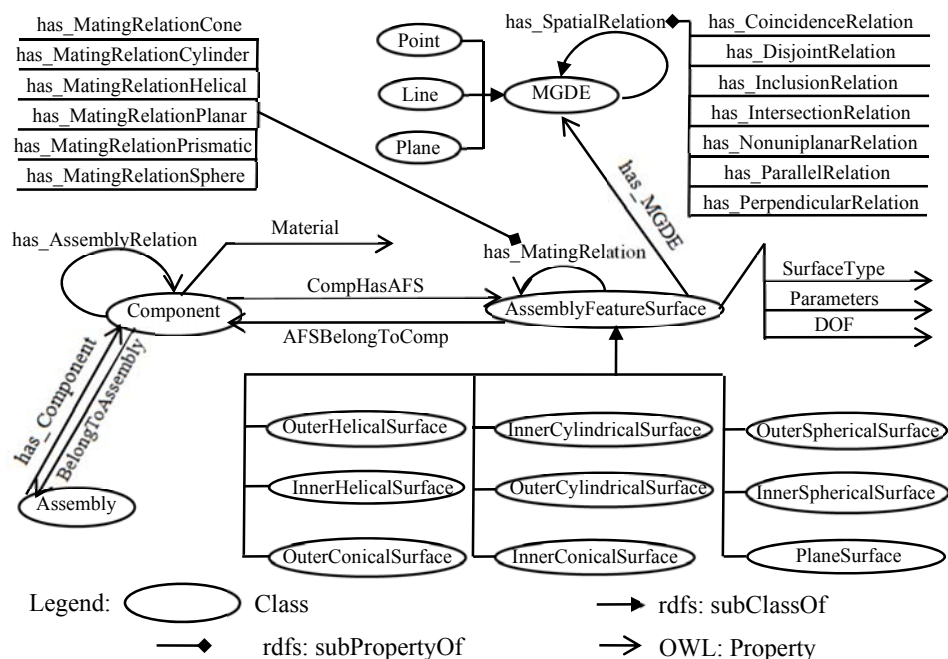 has_MatingRelationCone
has_MatingRelationCylinder
has_MatingRelationHelical
has_MatingRelationPlanar
has_MatingRelationPrismatic
has_MatingRelationSphere
Point
Line
Plane
has_SpatialRelation
MGDE
has_CoincidenceRelation
has_DisjointRelation
has_InclusionRelation
has_IntersectionRelation
has_NonuniplanarRelation
has_ParallelRelation
has_PerpendicularRelation
has_MGDE
has_AssemblyRelation
Material
has_MatingRelation
Component
CompHasAFS
AFSBelongToComp
AssemblyFeatureSurface
SurfaceType
Parameters
DOF
has_Component
BelongToAssembly
Assembly
OuterHelicalSurface
InnerCylindricalSurface
OuterSphericalSurface
InnerHelicalSurface
OuterCylindricalSurface
InnerSphericalSurface
OuterConicalSurface
InnerConicalSurface
PlaneSurface
Legend:
Class
rdfs: subClassOf
rdfs: subPropertyOf
OWL: Property